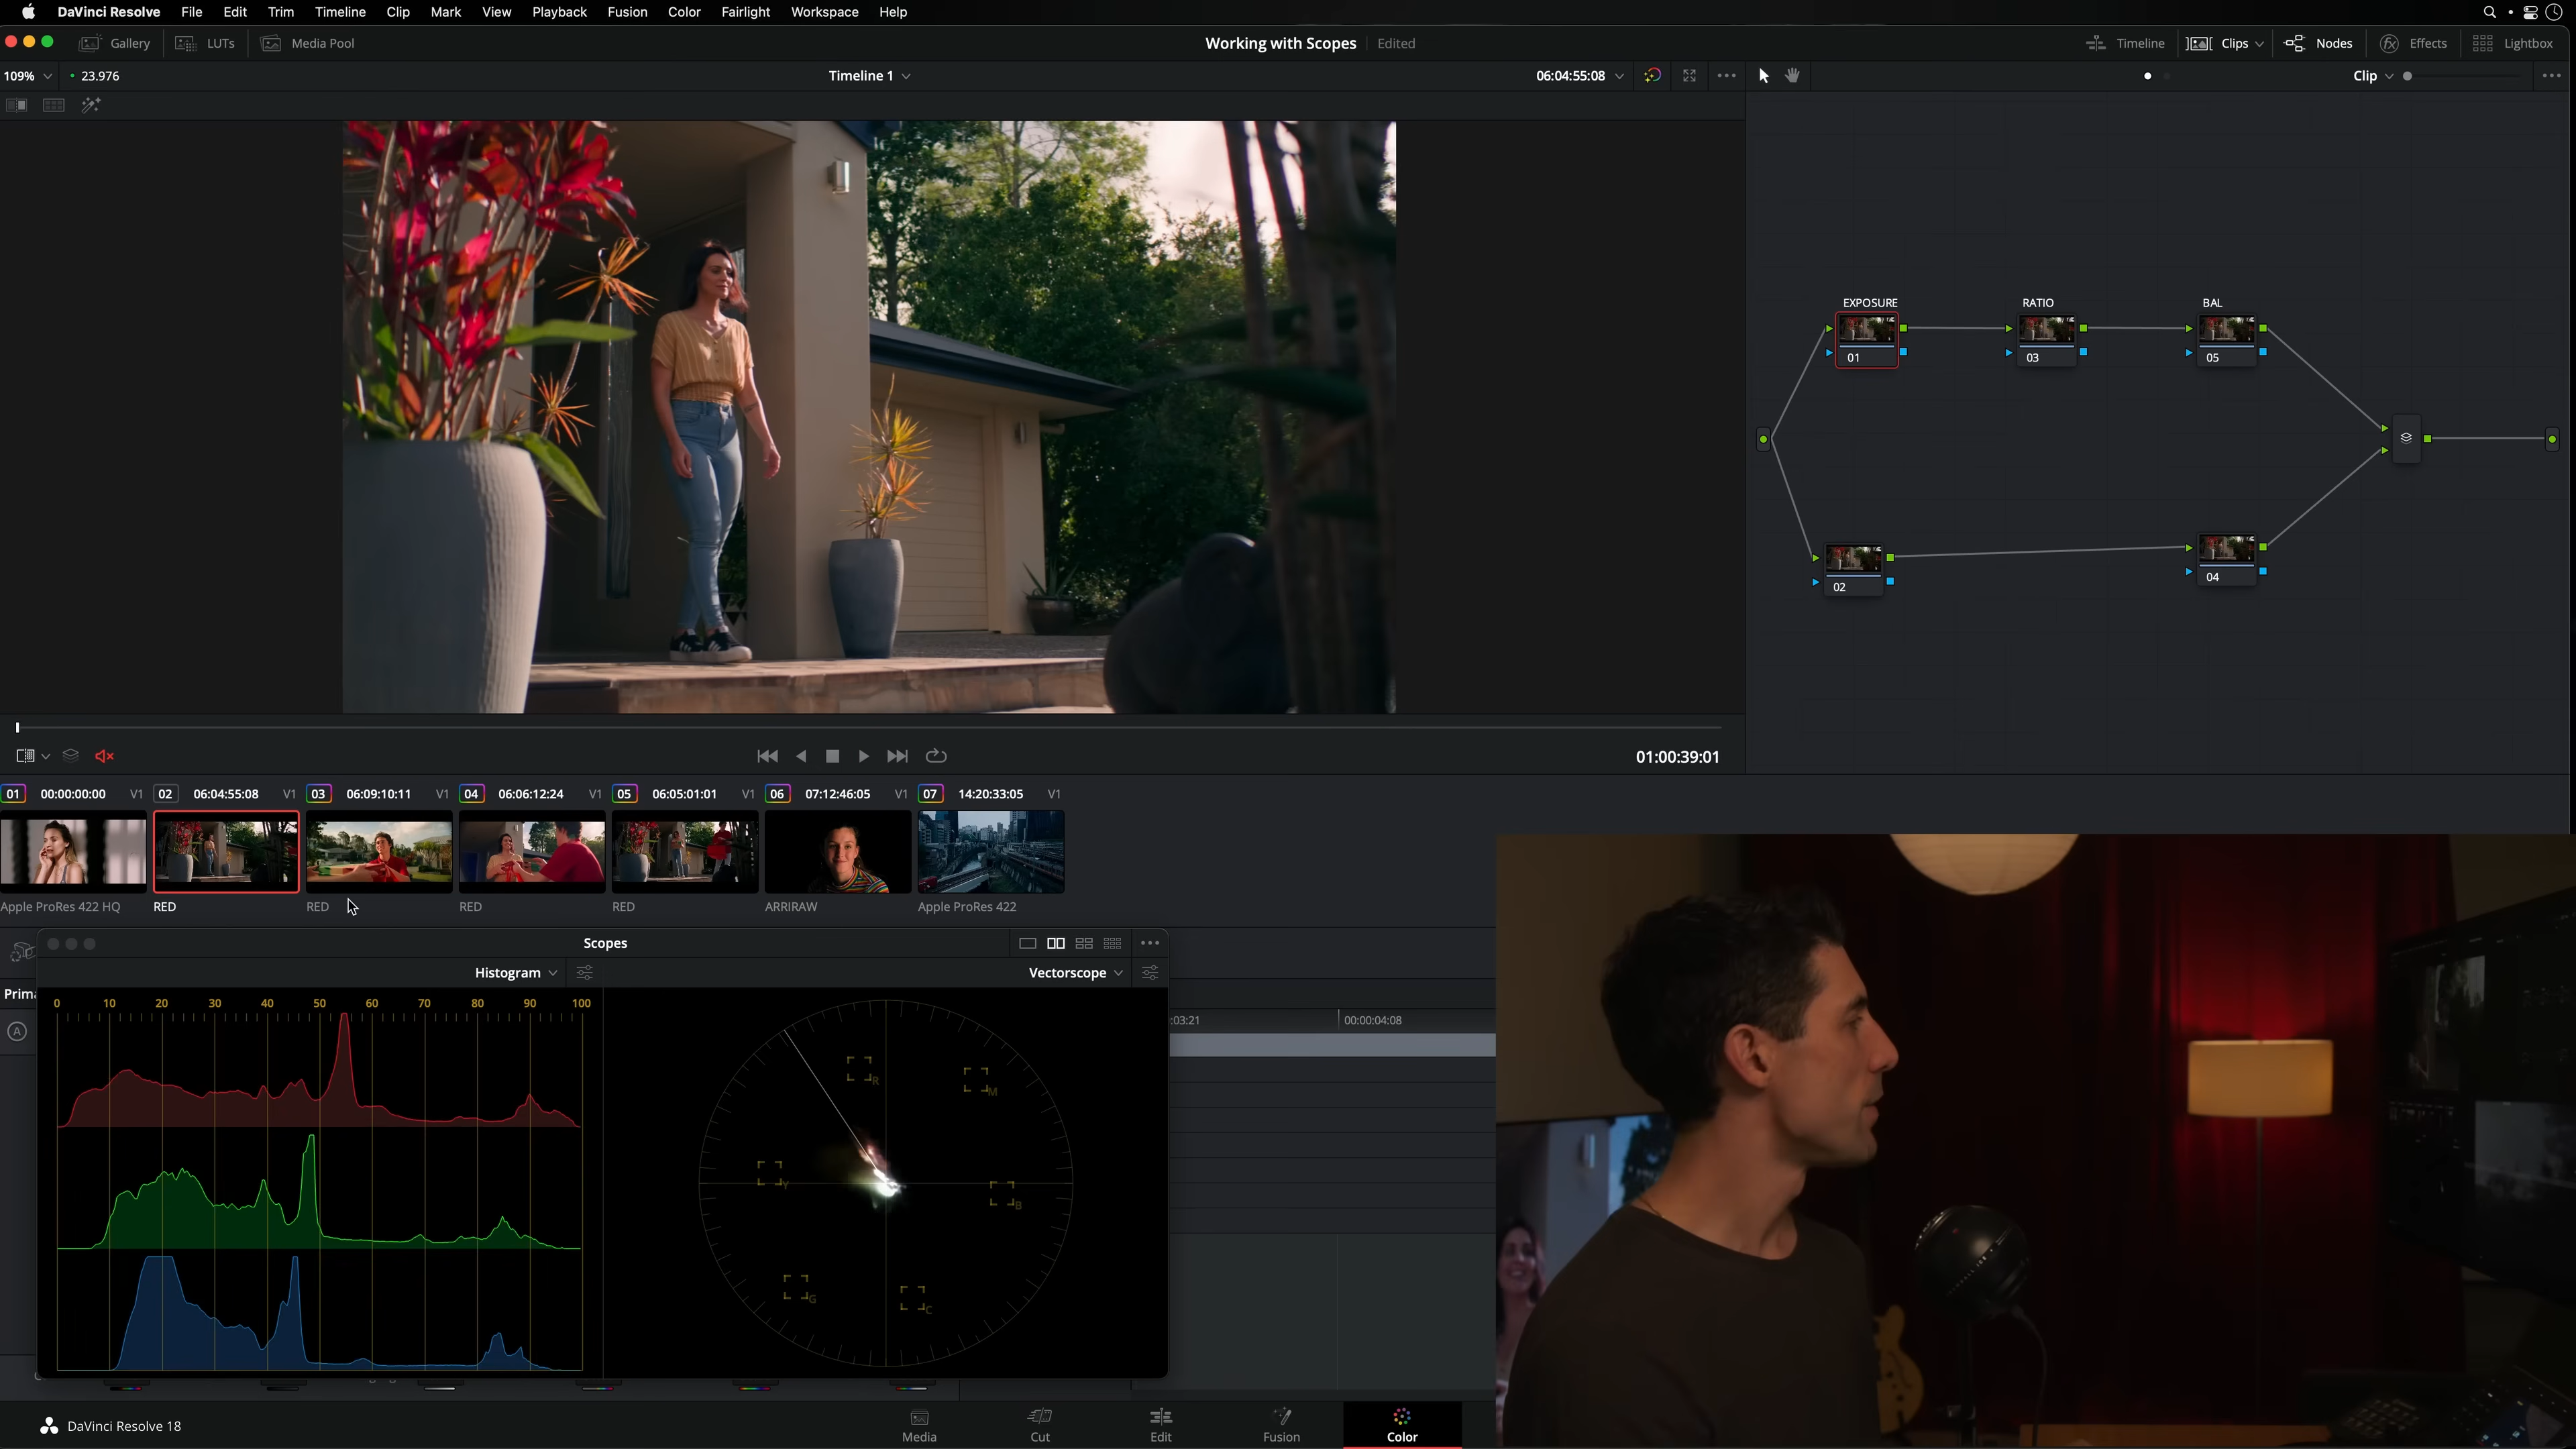 DaVinci Resolve File Edit Trim Timeline Clip Mark View Playback Fusion Color Fairlight Workspace Help
Gallery LUTs Media Pool Working with Scopes Edited Timeline Clips Nodes Effects Lightbox
109% 23.976 Timeline 1 06:04:55:08 Clip
EXPOSURE RATIO BAL
01 03 05
02 04
01:00:39:01
01 00:00:00:00 V1 02 06:04:55:08 V1 03 06:09:10:11 V1 04 06:06:12:24 V1 05 06:05:01:01 V1 06 07:12:46:05 V1 07 14:20:33:05 V1
Apple ProRes 422 HQ RED RED RED RED ARRIRAW Apple ProRes 422
Scopes
Histogram Vectorscope
Prima
0 10 20 30 40 50 60 70 80 90 100
:03:21 00:00:04:08
A
R M
Y B
G C
DaVinci Resolve 18 Media Cut Edit Fusion Color